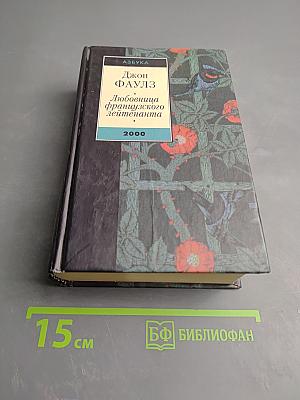 АЗБУКА
Джон
ФАУЛЗ
Любовница
французского
лейтенанта
2000
15 см
БФ БИБЛИОФАН